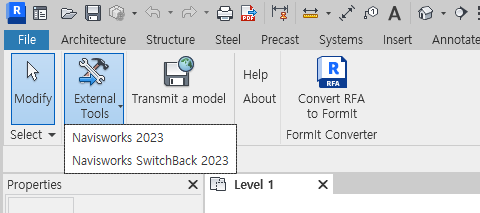 R
PDF
File Architecture Structure Steel Precast Systems Insert Annotate
Modify
External
Tools
Transmit a model
Help
About
R
RFA
Convert RFA
to FormIt
Select
FormIt Converter
Navisworks 2023
Navisworks SwitchBack 2023
Properties
Level 1